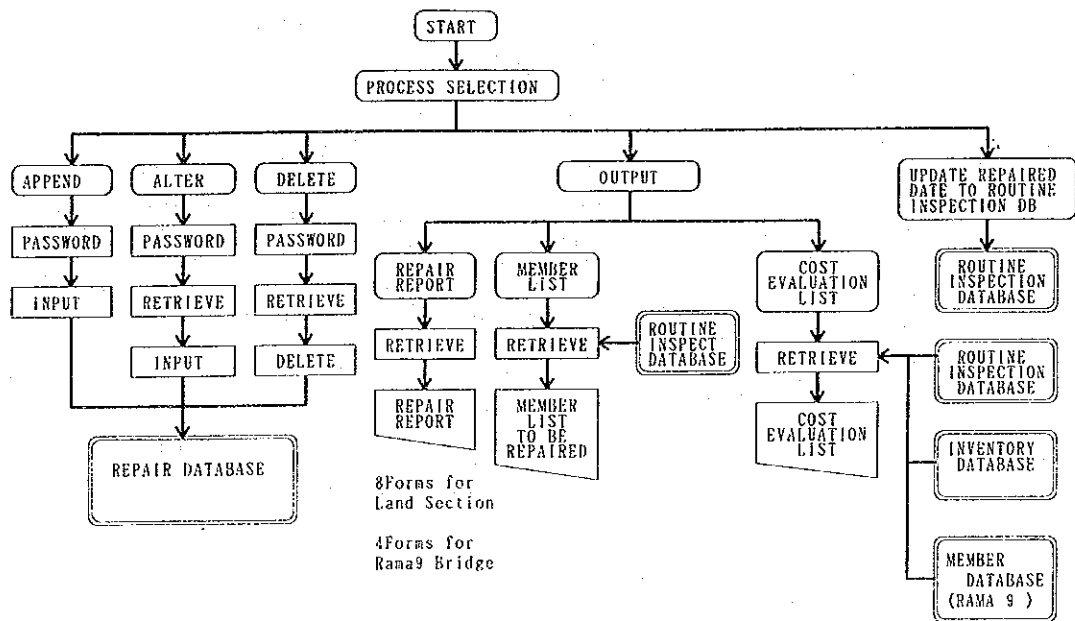 START
PROCESS SELECTION
APPEND
ALTER
DELETE
OUTPUT
UPDATE REPAIRED
DATE TO ROUTINE
INSPECTION DB
PASSWORD
PASSWORD
PASSWORD
INPUT
RETRIEVE
RETRIEVE
INPUT
DELETE
REPAIR DATABASE
REPAIR
REPORT
MEMBER
LIST
COST
EVALUATION
LIST
ROUTINE
INSPECTION
DATABASE
RETRIEVE
RETRIEVE
ROUTINE
INSPECT
DATABASE
RETRIEVE
ROUTINE
INSPECTION
DATABASE
REPAIR
REPORT
MEMBER
LIST
TO BE
REPAIRED
COST
EVALUATION
LIST
INVENTORY
DATABASE
MEMBER
DATABASE
(RAMA 9 )
8Forms for
Land Section
4Forms for
Rama9 Bridge